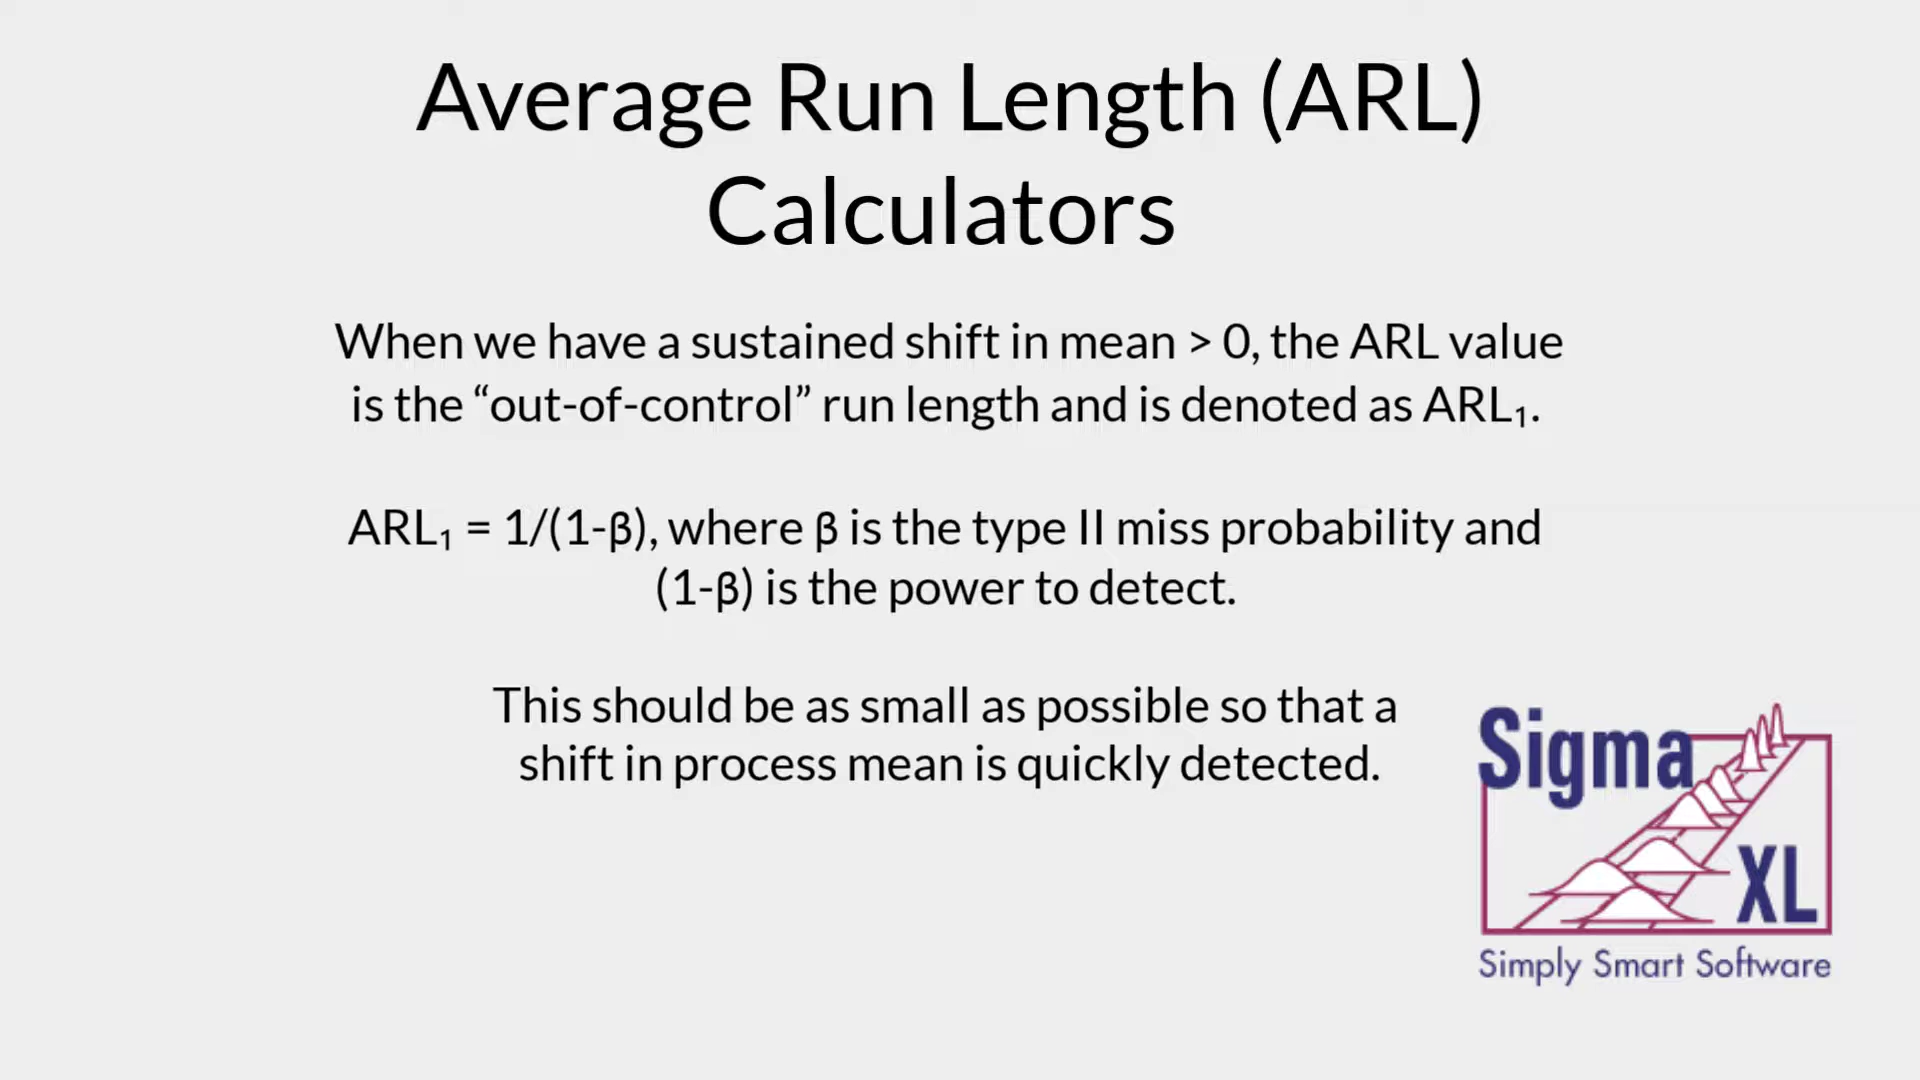 Average Run Length (ARL)
Calculators
When we have a sustained shift in mean > 0, the ARL value
is the “out-of-control” run length and is denoted as ARL₁.
ARL₁ = 1/(1-β), where β is the type II miss probability and
(1-β) is the power to detect.
This should be as small as possible so that a
shift in process mean is quickly detected.
Sigma
XL
Simply Smart Software